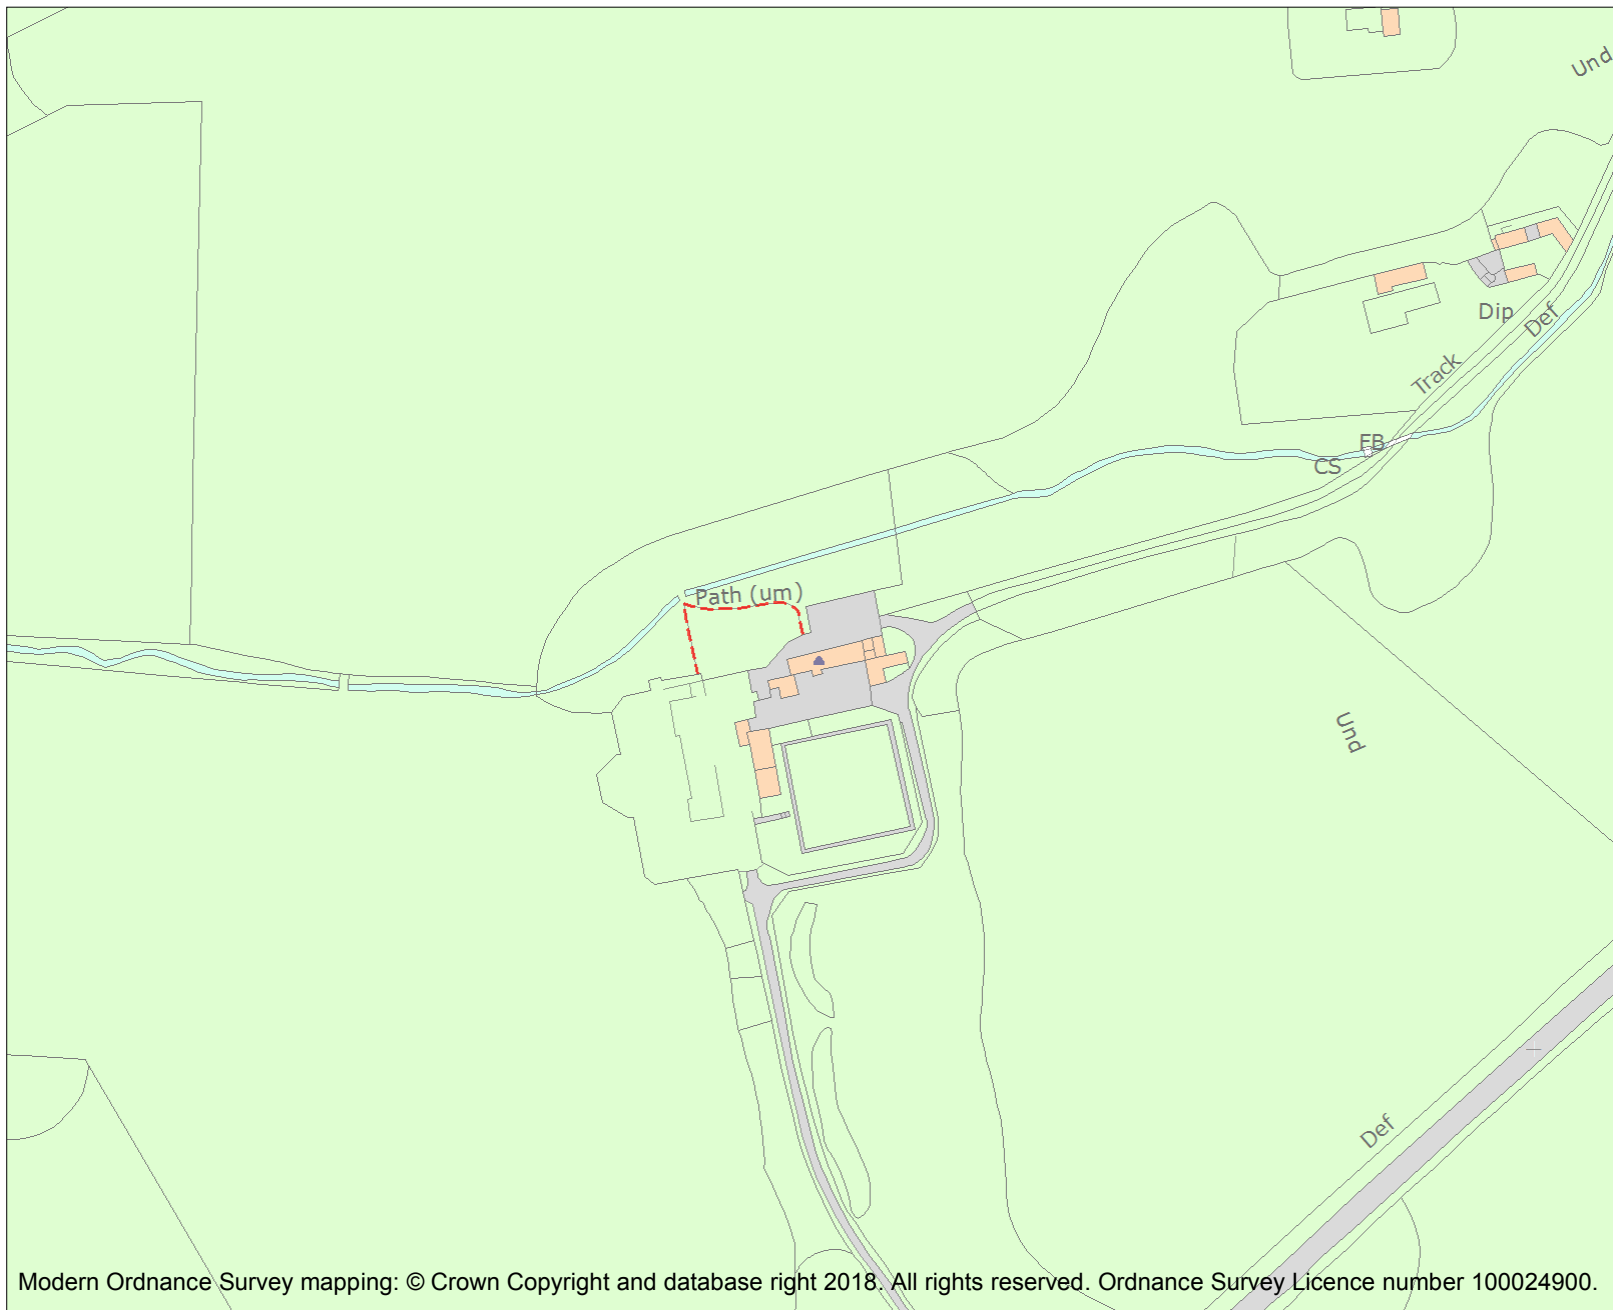 Und
Dip
Def
Track
FB
CS
Path (um)
Und
Def
Modern Ordnance Survey mapping: © Crown Copyright and database right 2018. All rights reserved. Ordnance Survey Licence number 100024900.